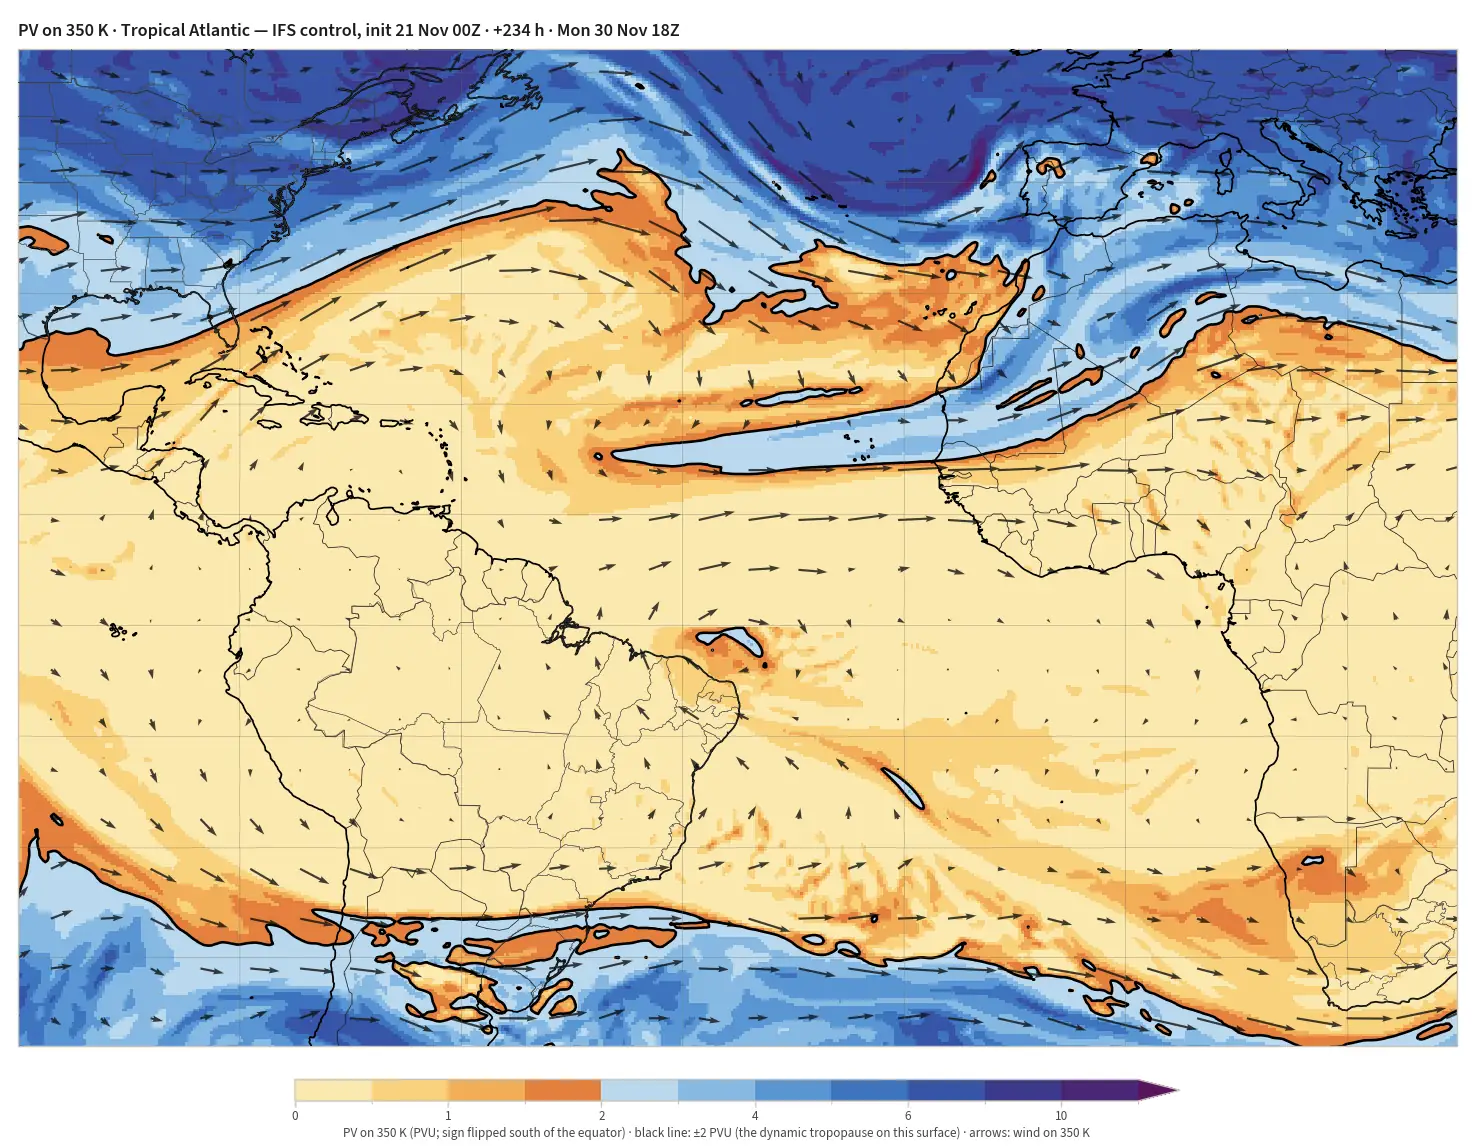 PV on 350 K · Tropical Atlantic — IFS control, init 21 Nov 00Z · +234 h · Mon 30 Nov 18Z
0 1 2 4 6 10
PV on 350 K (PVU; sign flipped south of the equator) · black line: ±2 PVU (the dynamic tropopause on this surface) · arrows: wind on 350 K